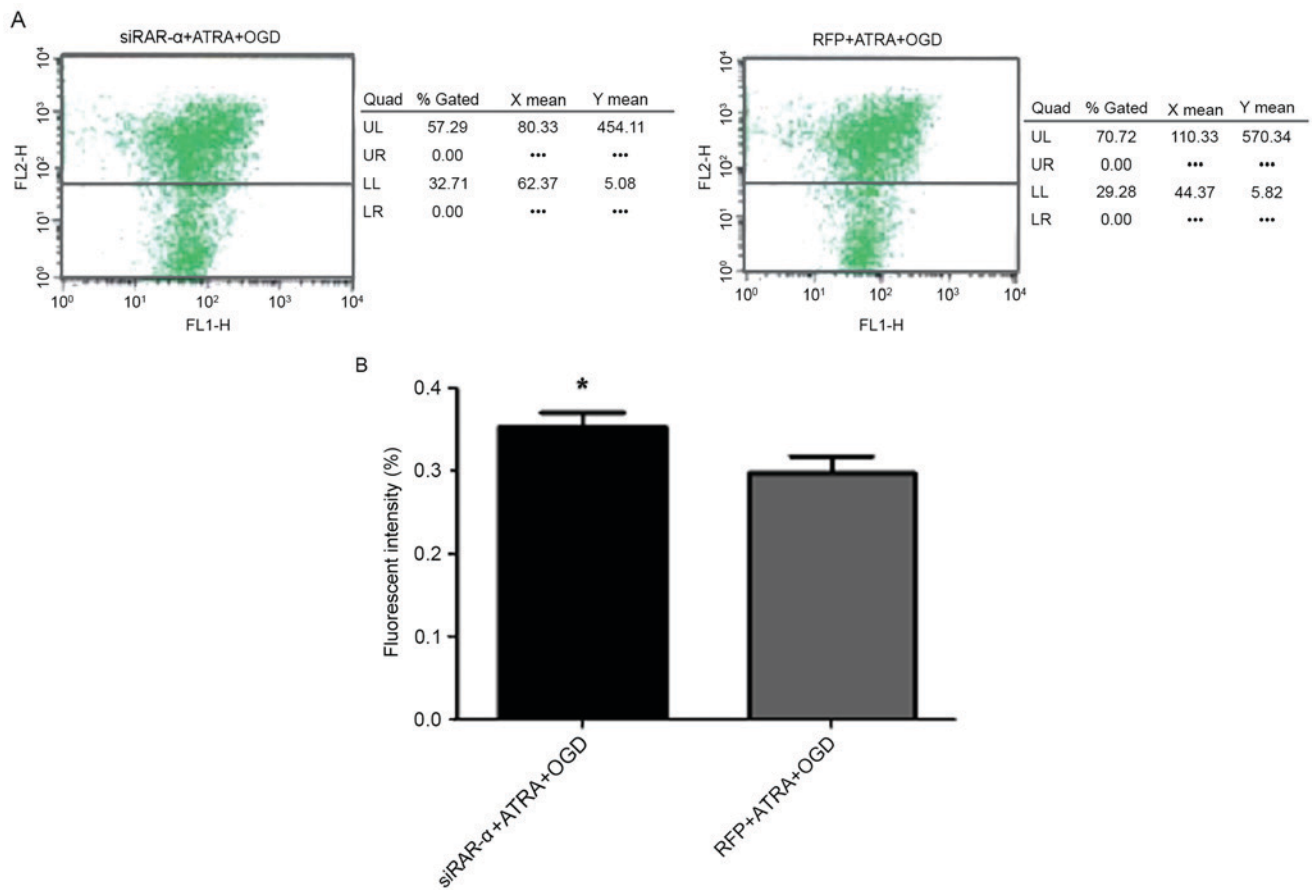 A
siRAR-α+ATRA+OGD
10⁴
10³
10²
10¹
10⁰
FL2-H
10⁰ 10¹ 10² 10³ 10⁴
FL1-H
Quad % Gated X mean Y mean
UL 57.29 80.33 454.11
UR 0.00 ••• •••
LL 32.71 62.37 5.08
LR 0.00 ••• •••
RFP+ATRA+OGD
10⁴
10³
10²
10¹
10⁰
FL2-H
10⁰ 10¹ 10² 10³ 10⁴
FL1-H
Quad % Gated X mean Y mean
UL 70.72 110.33 570.34
UR 0.00 ••• •••
LL 29.28 44.37 5.82
LR 0.00 ••• •••
B
*
0.4
0.3
0.2
0.1
0.0
Fluorescent intensity (%)
siRAR-α+ATRA+OGD
RFP+ATRA+OGD